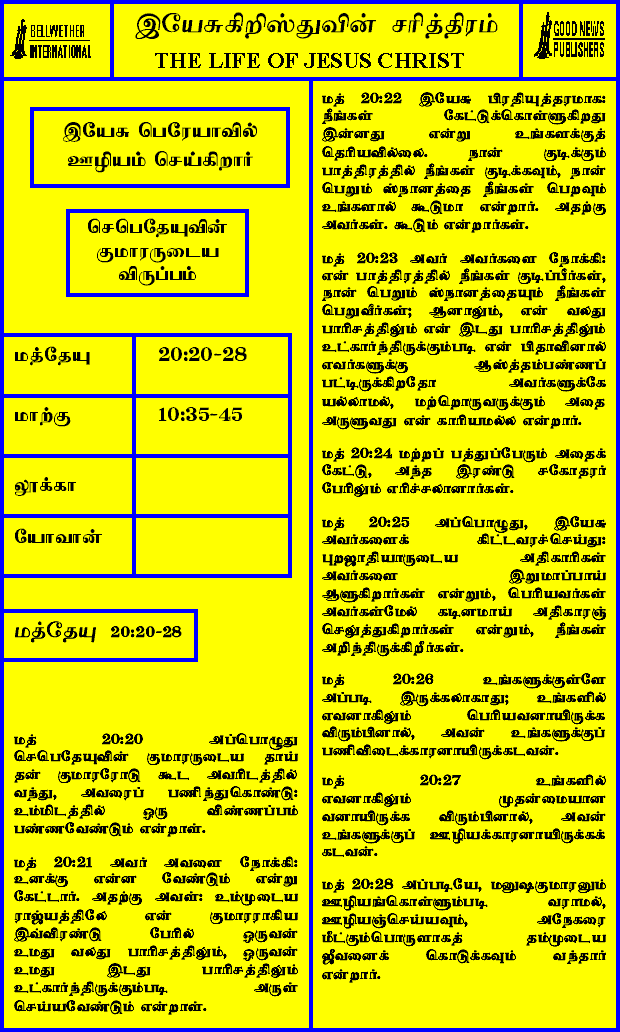 BELLWETHER
INTERNATIONAL
இயேசுகிறிஸ்துவின் சரித்திரம்
THE LIFE OF JESUS CHRIST
GOOD NEWS
PUBLISHERS
இயேசு பெரேயாவில்
ஊழியம் செய்கிறார்
செபெதேயுவின்
குமாரருடைய
விருப்பம்
மத்தேயு 20:20-28
மாற்கு 10:35-45
லூக்கா
யோவான்
மத்தேயு 20:20-28
மத் 20:20 அப்பொழுது
செபெதேயுவின் குமாரருடைய தாய்
தன் குமாரரோடு கூட அவரிடத்தில்
வந்து, அவரைப் பணிந்துகொண்டு:
உம்மிடத்தில் ஒரு விண்ணப்பம்
பண்ணவேண்டும் என்றாள்.
மத் 20:21 அவர் அவளை நோக்கி:
உனக்கு என்ன வேண்டும் என்று
கேட்டார். அதற்கு அவள்: உம்முடைய
ராஜ்யத்திலே என் குமாரராகிய
இவ்விரண்டு பேரில் ஒருவன்
உமது வலது பாரிசத்திலும், ஒருவன்
உமது இடது பாரிசத்திலும்
உட்கார்ந்திருக்கும்படி அருள்
செய்யவேண்டும் என்றாள்.
மத் 20:22 இயேசு பிரதியுத்தரமாக:
நீங்கள் கேட்டுக்கொள்ளுகிறது
இன்னது என்று உங்களுக்குத்
தெரியவில்லை. நான் குடிக்கும்
பாத்திரத்தில் நீங்கள் குடிக்கவும், நான்
பெறும் ஸ்நானத்தை நீங்கள் பெறவும்
உங்களால் கூடுமா என்றார். அதற்கு
அவர்கள். கூடும் என்றார்கள்.
மத் 20:23 அவர் அவர்களை நோக்கி:
என் பாத்திரத்தில் நீங்கள் குடிப்பீர்கள்,
நான் பெறும் ஸ்நானத்தையும் நீங்கள்
பெறுவீர்கள்; ஆனாலும், என் வலது
பாரிசத்திலும் என் இடது பாரிசத்திலும்
உட்கார்ந்திருக்கும்படி என் பிதாவினால்
எவர்களுக்கு ஆஸ்த்தம்பண்ணப்
பட்டிருக்கிறதோ அவர்களுக்கே
யல்லாமல், மற்றொருவருக்கும் அதை
அருளுவது என் காரியமல்ல என்றார்.
மத் 20:24 மற்றப் பத்துப்பேரும் அதைக்
கேட்டு, அந்த இரண்டு சகோதரர்
பேரிலும் எரிச்சலானார்கள்.
மத் 20:25 அப்பொழுது, இயேசு
அவர்களைக் கிட்டவரச்செய்து:
புறஜாதியாருடைய அதிகாரிகள்
அவர்களை இறுமாப்பாய்
ஆளுகிறார்கள் என்றும், பெரியவர்கள்
அவர்கள்மேல் கடினமாய் அதிகாரஞ்
செலுத்துகிறார்கள் என்றும், நீங்கள்
அறிந்திருக்கிறீர்கள்.
மத் 20:26 உங்களுக்குள்ளே
அப்படி இருக்கலாகாது; உங்களில்
எவனாகிலும் பெரியவனாயிருக்க
விரும்பினால், அவன் உங்களுக்குப்
பணிவிடைக்காரனாயிருக்கடவன்.
மத் 20:27 உங்களில்
எவனாகிலும் முதன்மையான
வனாயிருக்க விரும்பினால், அவன்
உங்களுக்குப் ஊழியக்காரனாயிருக்கக்
கடவன்.
மத் 20:28 அப்படியே, மனுஷகுமாரனும்
ஊழியங்கொள்ளும்படி வராமல்,
ஊழியஞ்செய்யவும், அநேகரை
மீட்கும்பொருளாகத் தம்முடைய
ஜீவனைக் கொடுக்கவும் வந்தார்
என்றார்.